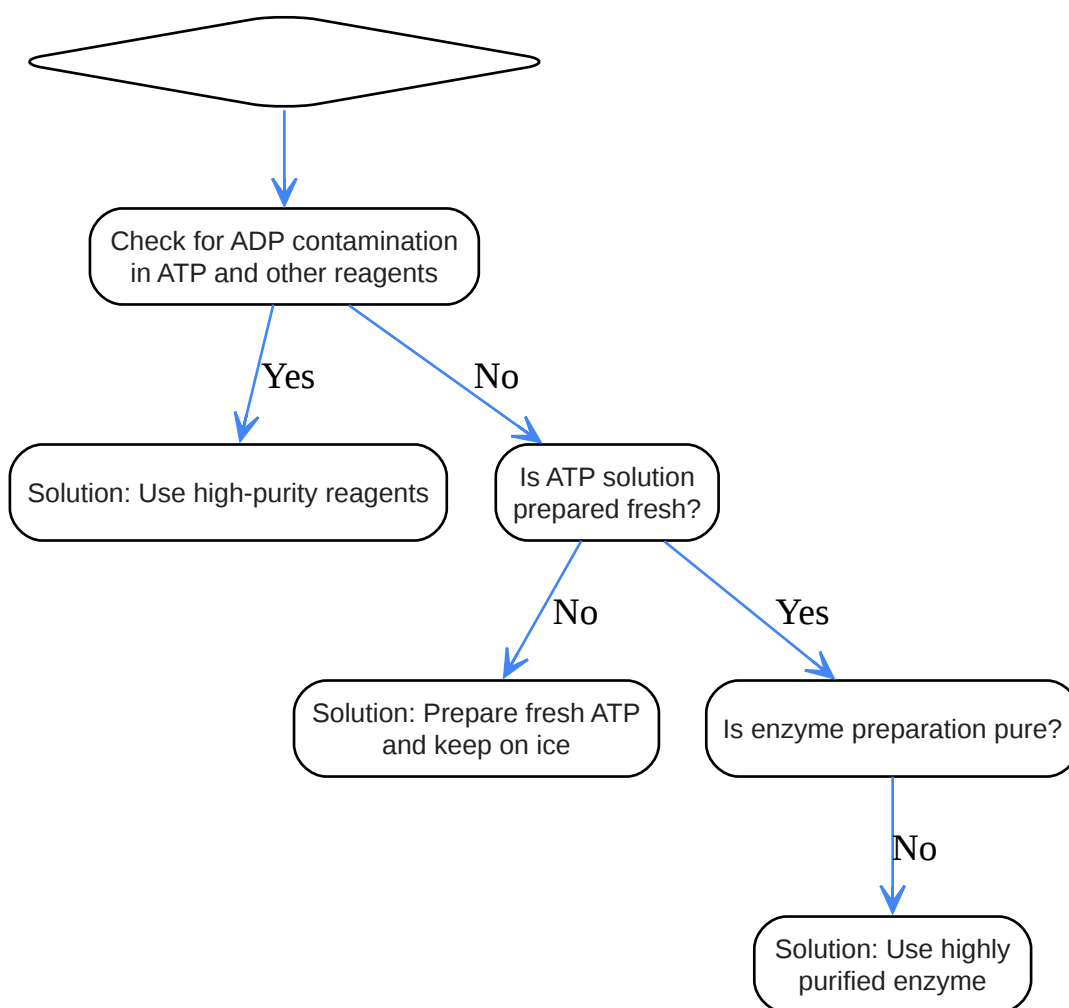 Check for ADP contamination
in ATP and other reagents
Yes
No
Solution: Use high-purity reagents
Is ATP solution
prepared fresh?
No
Yes
Solution: Prepare fresh ATP
and keep on ice
Is enzyme preparation pure?
No
Solution: Use highly
purified enzyme